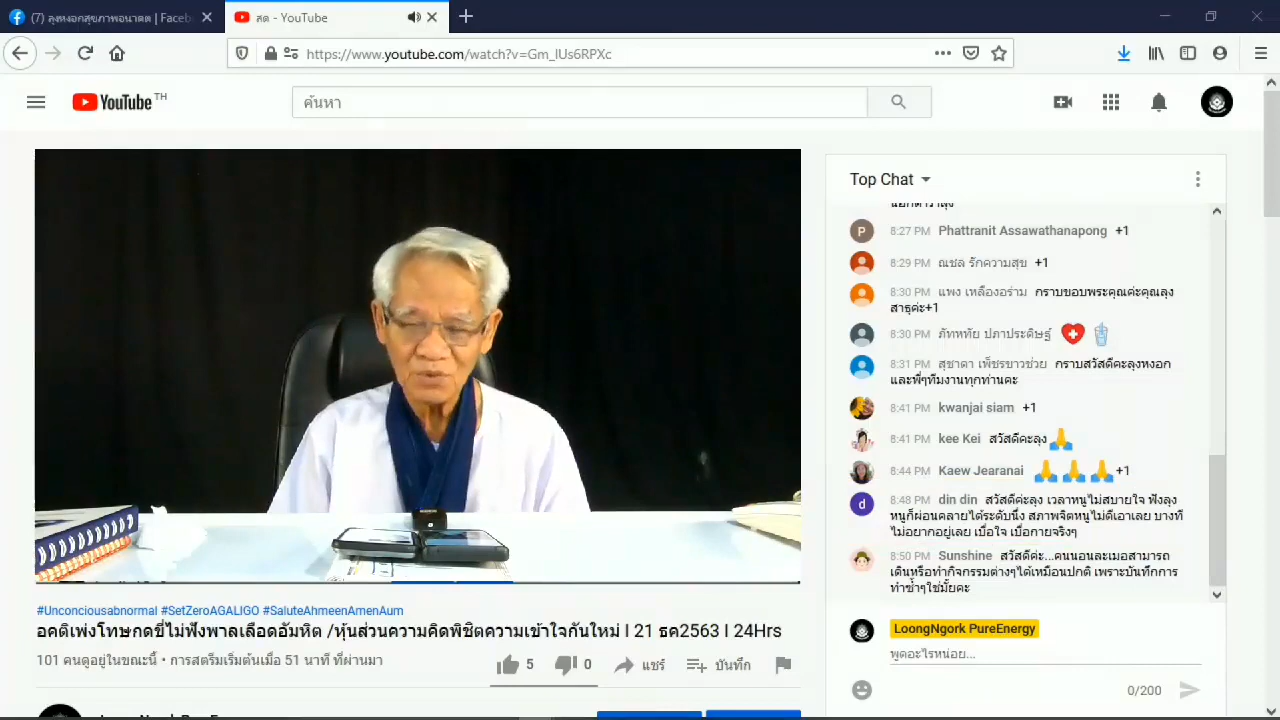 (7) ลุงหงอกสุขภาพอนาคต | Faceb
สด - YouTube
https://www.youtube.com/watch?v=Gm_lUs6RPXc
YouTube TH
ค้นหา
Top Chat
8:27 PM Phattranit Assawathanapong +1
8:29 PM ณชล รักความสุข +1
8:30 PM แพง เหลืองอร่าม กราบขอบพระคุณค่ะคุณลุง
สาธุค่ะ+1
8:30 PM ภัทททัย ปภาประดิษฐ์
8:31 PM สุชาดา เพ็ชรขาวช่วย กราบสวัสดีคะลุงหงอก
และพี่ๆทีมงานทุกท่านคะ
8:41 PM kwanjai siam +1
8:41 PM kee Kei สวัสดีคะลุง 🙏
8:44 PM Kaew Jearanai 🙏 🙏 🙏 +1
d
8:48 PM din din สวัสดีค่ะลุง เวลาหนูไม่สบายใจ ฟังลุง
หนูก็ผ่อนคลายได้ระดับนึ่ง สภาพจิตหนูไม่ดีเอาเลย บางที
ไม่อยากอยู่เลย เบื่อใจ เบื่อกายจริงๆ
8:50 PM Sunshine สวัสดีค่ะ...คนนอนละเมอสามารถ
เดินหรือทำกิจกรรมต่างๆได้เหมือนปกติ เพราะบันทึกการ
ทำซ้ำๆใช่มั้ยคะ
#Unconciousabnormal #SetZeroAGALIGO #SaluteAhmeenAmenAum
อคติเพ่งโทษกดขี่ไม่ฟังพาลเลือดอัมหิต /หุ้นส่วนความคิดพิชิตความเข้าใจกันใหม่ I 21 ธค2563 I 24Hrs
101 คนดูอยู่ในขณะนี้ • การสตรีมเริ่มต้นเมื่อ 51 นาที ที่ผ่านมา
5
0
แชร์
บันทึก
LoongNgork PureEnergy
พูดอะไรหน่อย...
0/200